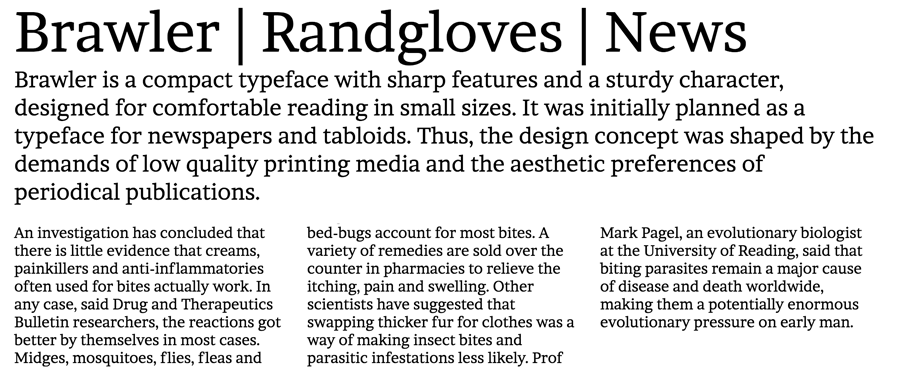 Brawler | Randgloves | News
Brawler is a compact typeface with sharp features and a sturdy character,
designed for comfortable reading in small sizes. It was initially planned as a
typeface for newspapers and tabloids. Thus, the design concept was shaped by the
demands of low quality printing media and the aesthetic preferences of
periodical publications.
An investigation has concluded that
there is little evidence that creams,
painkillers and anti-inflammatories
often used for bites actually work. In
any case, said Drug and Therapeutics
Bulletin researchers, the reactions got
better by themselves in most cases.
Midges, mosquitoes, flies, fleas and
bed-bugs account for most bites. A
variety of remedies are sold over the
counter in pharmacies to relieve the
itching, pain and swelling. Other
scientists have suggested that
swapping thicker fur for clothes was a
way of making insect bites and
parasitic infestations less likely. Prof
Mark Pagel, an evolutionary biologist
at the University of Reading, said that
biting parasites remain a major cause
of disease and death worldwide,
making them a potentially enormous
evolutionary pressure on early man.